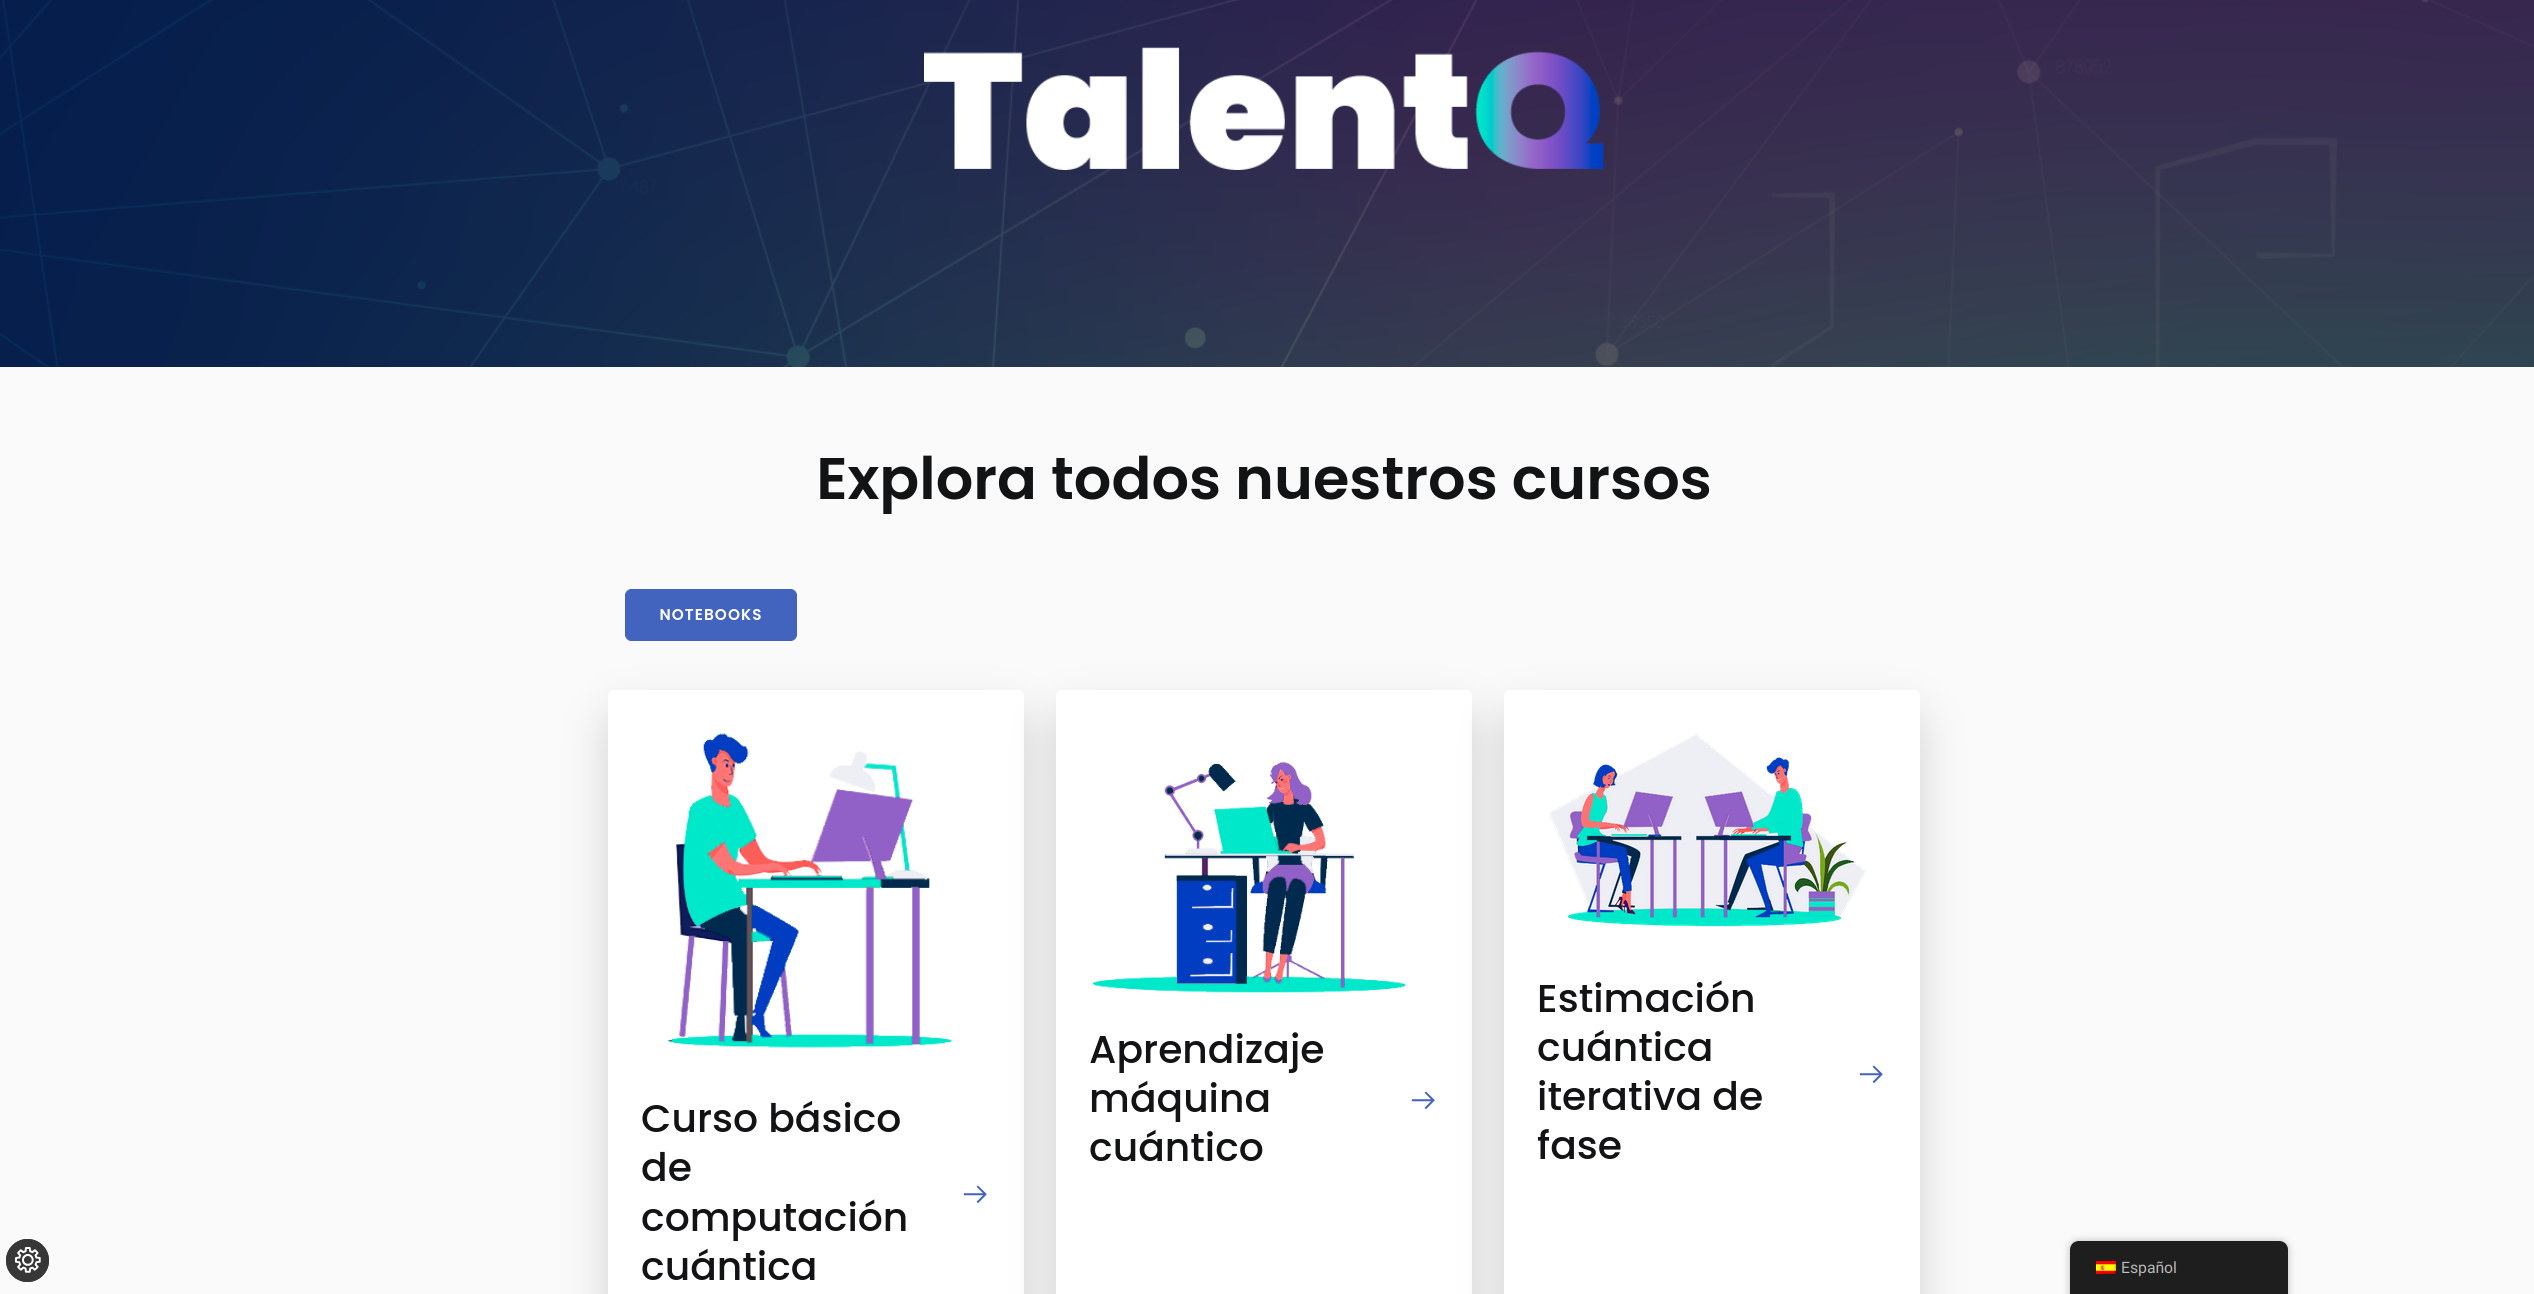 TalentQ
Explora todos nuestros cursos
NOTEBOOKS
Curso básico
de
computación
cuántica
Aprendizaje
máquina
cuántico
Estimación
cuántica
iterativa de
fase
Español